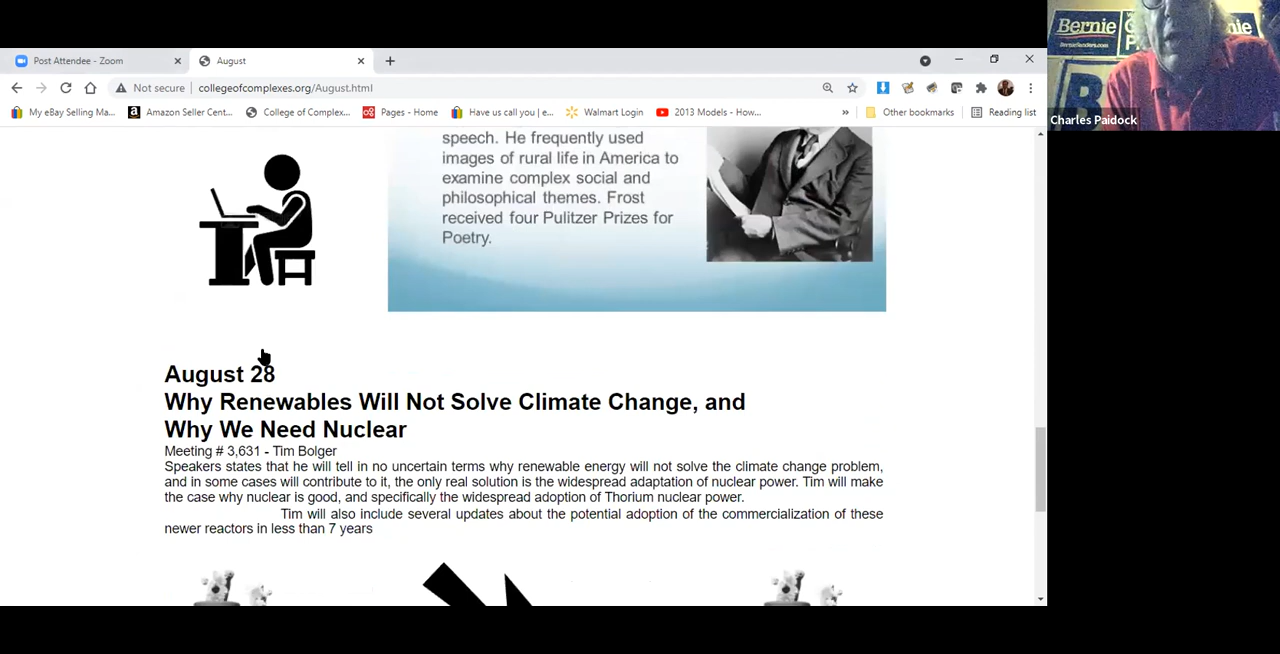 Post Attendee - Zoom
August
Not secure
collegeofcomplexes.org/August.html
My eBay Selling Ma...
Amazon Seller Cent...
College of Complex...
Pages - Home
Have us call you | e...
Walmart Login
2013 Models - How...
»
Other bookmarks
Reading list
Bernie
Berniesanders.com
nie
Charles Paidock
speech. He frequently used
images of rural life in America to
examine complex social and
philosophical themes. Frost
received four Pulitzer Prizes for
Poetry.
August 28
Why Renewables Will Not Solve Climate Change, and
Why We Need Nuclear
Meeting # 3,631 - Tim Bolger
Speakers states that he will tell in no uncertain terms why renewable energy will not solve the climate change problem,
and in some cases will contribute to it, the only real solution is the widespread adaptation of nuclear power. Tim will make
the case why nuclear is good, and specifically the widespread adoption of Thorium nuclear power.
Tim will also include several updates about the potential adoption of the commercialization of these
newer reactors in less than 7 years